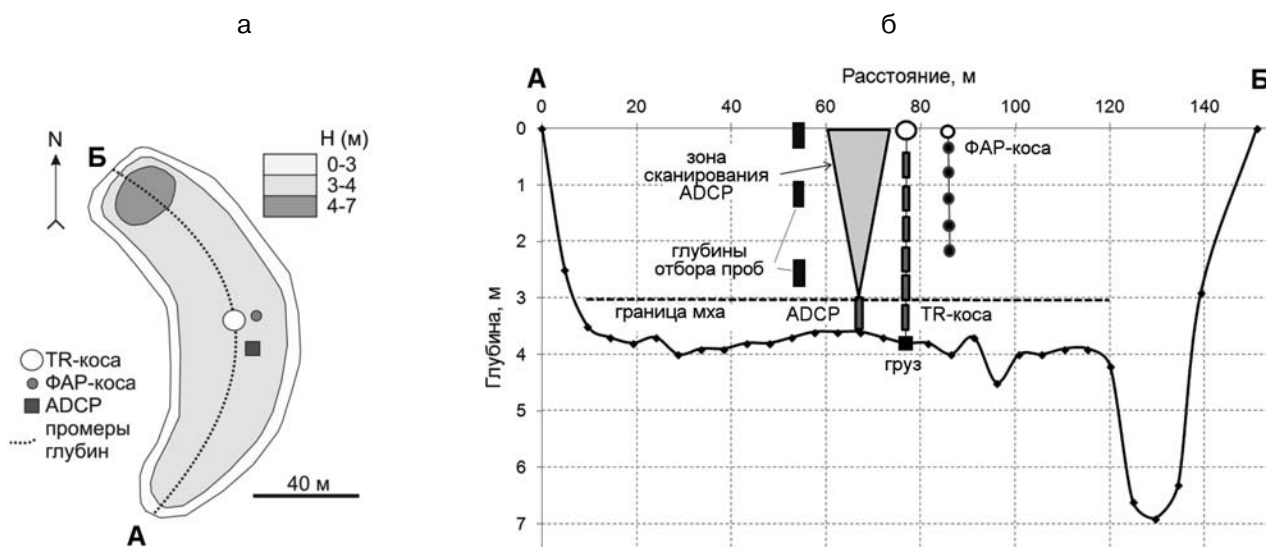 а
N
Б
Н (м)
0-3
3-4
4-7
TR-коса
ФАР-коса
ADCP
промеры
глубин
40 м
А
б
А
Расстояние, м
Б
0
20
40
60
80
100
120
140
0
1
2
3
4
5
6
7
Глубина, м
зона
сканирования
ADCP
ФАР-коса
глубины
отбора проб
граница мха
ADCP
TR-коса
груз